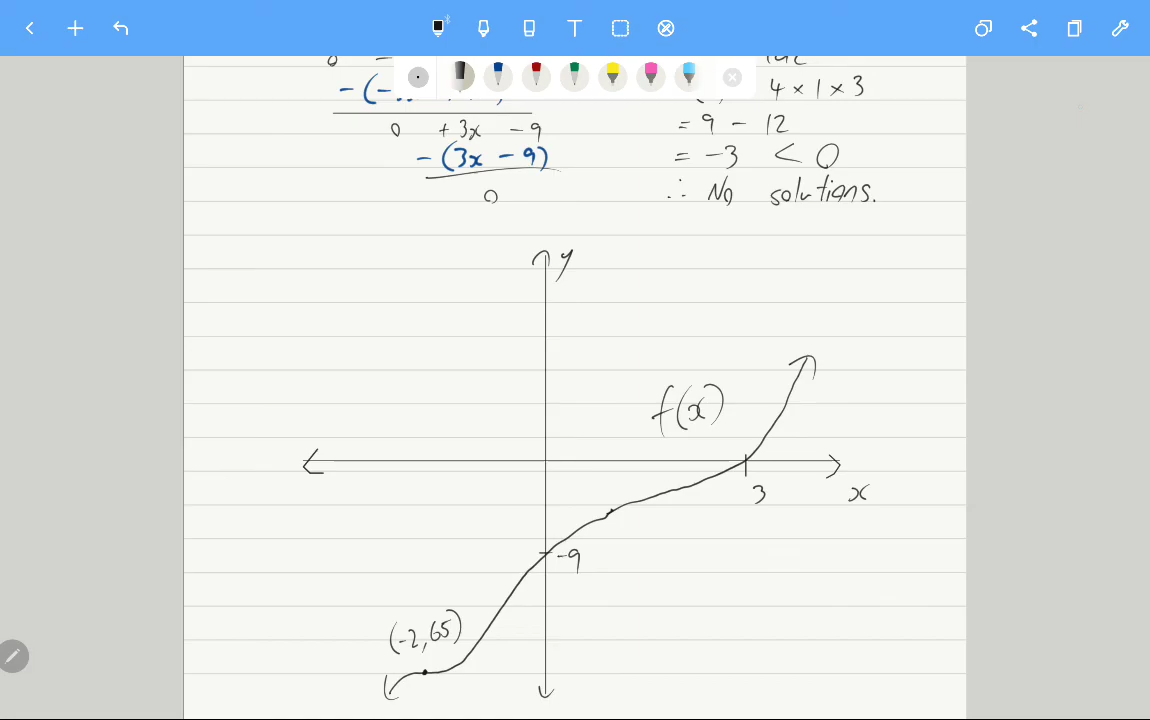 4 × 1 × 3
0 + 3x - 9
= 9 - 12
- (3x - 9)
= -3 < 0
0
∴ No solutions.
y
f(x)
3
x
-9
(-2, 65)